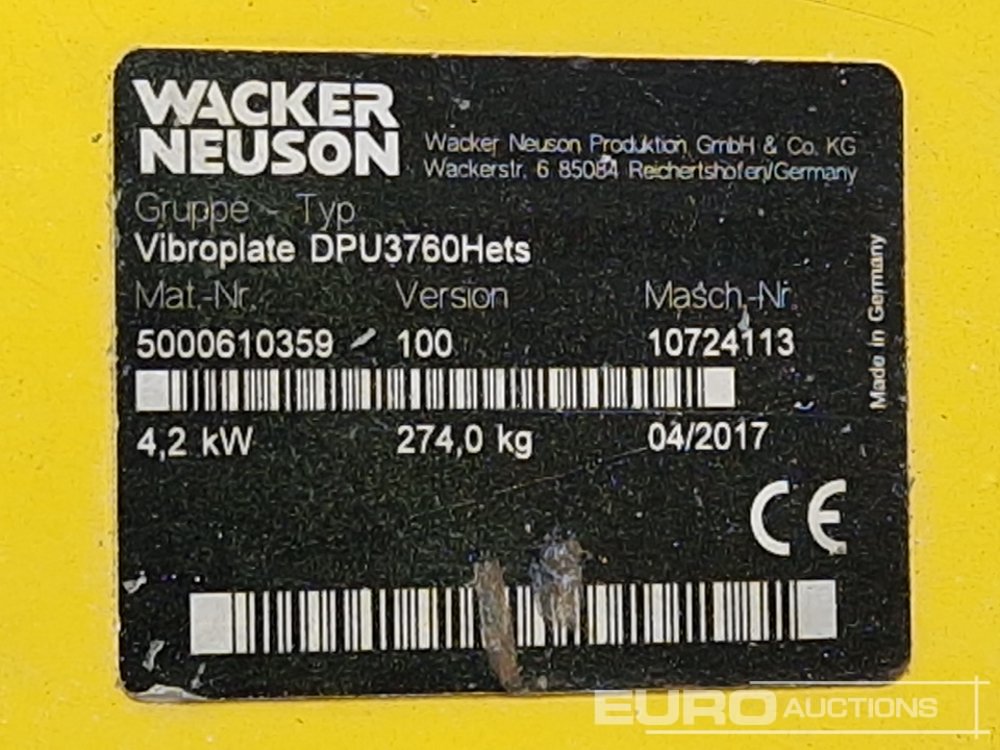 WACKER
NEUSON
Wacker Neuson Produktion GmbH & Co. KG
Wackerstr. 6 85084 Reichertshofen/Germany
Gruppe - Typ
Vibroplate DPU3760Hets
Mat.-Nr. Version Masch.-Nr.
5000610359 100 10724113
4,2 kW 274,0 kg 04/2017
Made in Germany
CE
EURO AUCTIONS